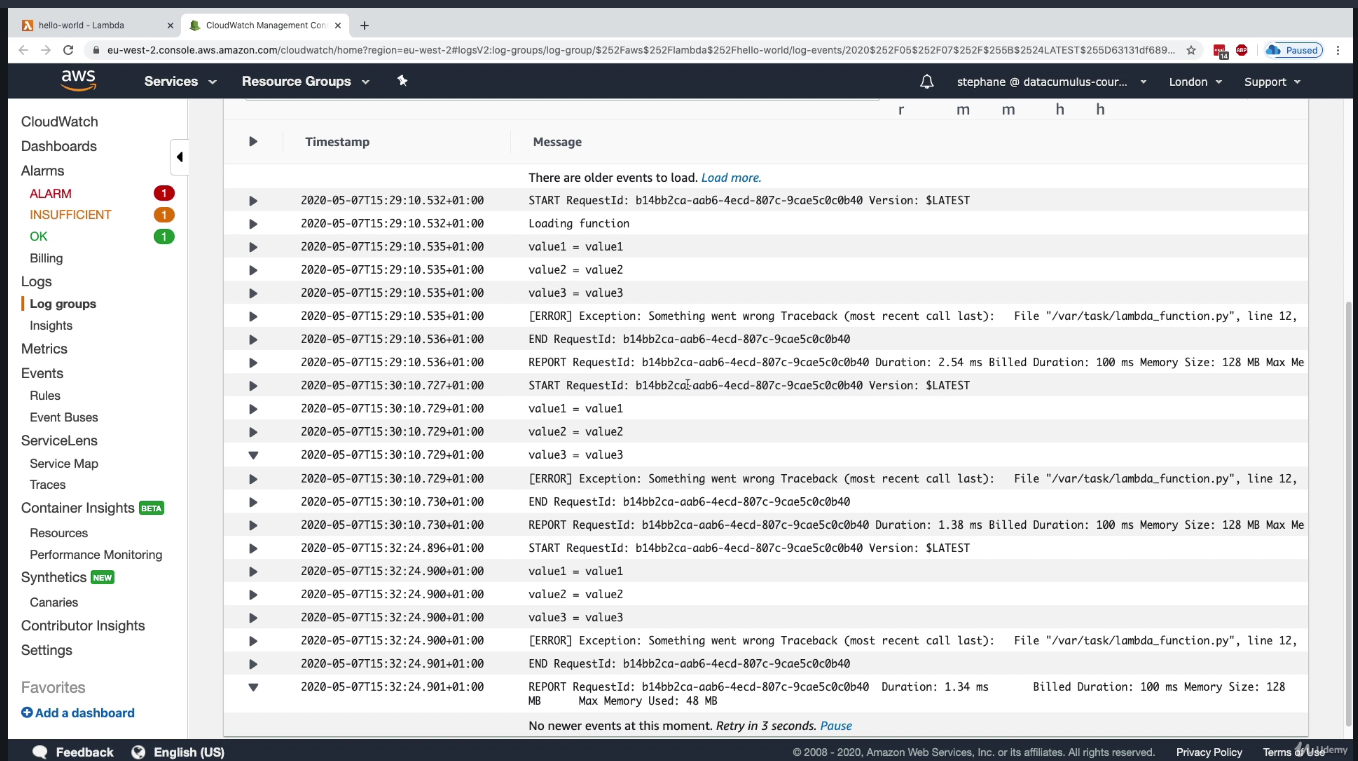 hello-world - Lambda
CloudWatch Management Con
eu-west-2.console.aws.amazon.com/cloudwatch/home?region=eu-west-2#logsV2:log-groups/log-group/$252Faws$252Flambda$252Fhello-world/log-events/2020$252F05$252F07$252F$255B$2524LATEST$255D63131df689...
14
ABP
Paused
aws
Services
Resource Groups
stephane @ datacumulus-cour...
London
Support
CloudWatch
Dashboards
Alarms
ALARM 1
INSUFFICIENT 1
OK 1
Billing
Logs
Log groups
Insights
Metrics
Events
Rules
Event Buses
ServiceLens
Service Map
Traces
Container Insights BETA
Resources
Performance Monitoring
Synthetics NEW
Canaries
Contributor Insights
Settings
Favorites
Add a dashboard
r m m h h
Timestamp Message
There are older events to load. Load more.
2020-05-07T15:29:10.532+01:00 START RequestId: b14bb2ca-aab6-4ecd-807c-9cae5c0c0b40 Version: $LATEST
2020-05-07T15:29:10.532+01:00 Loading function
2020-05-07T15:29:10.535+01:00 value1 = value1
2020-05-07T15:29:10.535+01:00 value2 = value2
2020-05-07T15:29:10.535+01:00 value3 = value3
2020-05-07T15:29:10.535+01:00 [ERROR] Exception: Something went wrong Traceback (most recent call last): File "/var/task/lambda_function.py", line 12,
2020-05-07T15:29:10.536+01:00 END RequestId: b14bb2ca-aab6-4ecd-807c-9cae5c0c0b40
2020-05-07T15:29:10.536+01:00 REPORT RequestId: b14bb2ca-aab6-4ecd-807c-9cae5c0c0b40 Duration: 2.54 ms Billed Duration: 100 ms Memory Size: 128 MB Max Me
2020-05-07T15:30:10.727+01:00 START RequestId: b14bb2ca-aab6-4ecd-807c-9cae5c0c0b40 Version: $LATEST
2020-05-07T15:30:10.729+01:00 value1 = value1
2020-05-07T15:30:10.729+01:00 value2 = value2
2020-05-07T15:30:10.729+01:00 value3 = value3
2020-05-07T15:30:10.729+01:00 [ERROR] Exception: Something went wrong Traceback (most recent call last): File "/var/task/lambda_function.py", line 12,
2020-05-07T15:30:10.730+01:00 END RequestId: b14bb2ca-aab6-4ecd-807c-9cae5c0c0b40
2020-05-07T15:30:10.730+01:00 REPORT RequestId: b14bb2ca-aab6-4ecd-807c-9cae5c0c0b40 Duration: 1.38 ms Billed Duration: 100 ms Memory Size: 128 MB Max Me
2020-05-07T15:32:24.896+01:00 START RequestId: b14bb2ca-aab6-4ecd-807c-9cae5c0c0b40 Version: $LATEST
2020-05-07T15:32:24.900+01:00 value1 = value1
2020-05-07T15:32:24.900+01:00 value2 = value2
2020-05-07T15:32:24.900+01:00 value3 = value3
2020-05-07T15:32:24.900+01:00 [ERROR] Exception: Something went wrong Traceback (most recent call last): File "/var/task/lambda_function.py", line 12,
2020-05-07T15:32:24.901+01:00 END RequestId: b14bb2ca-aab6-4ecd-807c-9cae5c0c0b40
2020-05-07T15:32:24.901+01:00 REPORT RequestId: b14bb2ca-aab6-4ecd-807c-9cae5c0c0b40 Duration: 1.34 ms Billed Duration: 100 ms Memory Size: 128
MB Max Memory Used: 48 MB
No newer events at this moment. Retry in 3 seconds. Pause
Feedback
English (US)
© 2008 - 2020, Amazon Web Services, Inc. or its affiliates. All rights reserved.
Privacy Policy
Terms of Use
Udemy